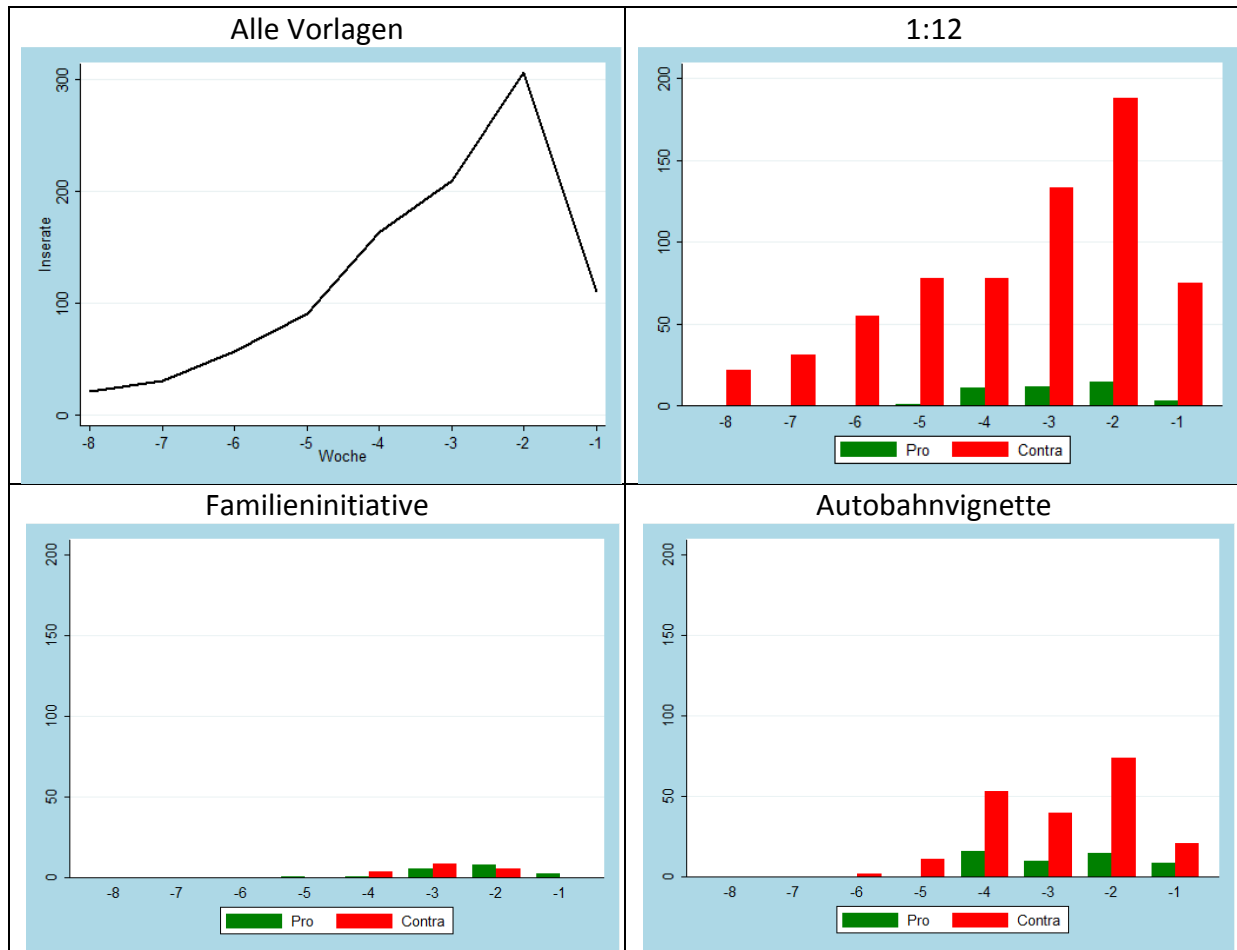 Alle Vorlagen
300
200
100
0
Inserate
-8 -7 -6 -5 -4 -3 -2 -1
Woche
1:12
200
150
100
50
0
-8 -7 -6 -5 -4 -3 -2 -1
Pro Contra
Familieninitiative
200
150
100
50
0
-8 -7 -6 -5 -4 -3 -2 -1
Pro Contra
Autobahnvignette
200
150
100
50
0
-8 -7 -6 -5 -4 -3 -2 -1
Pro Contra